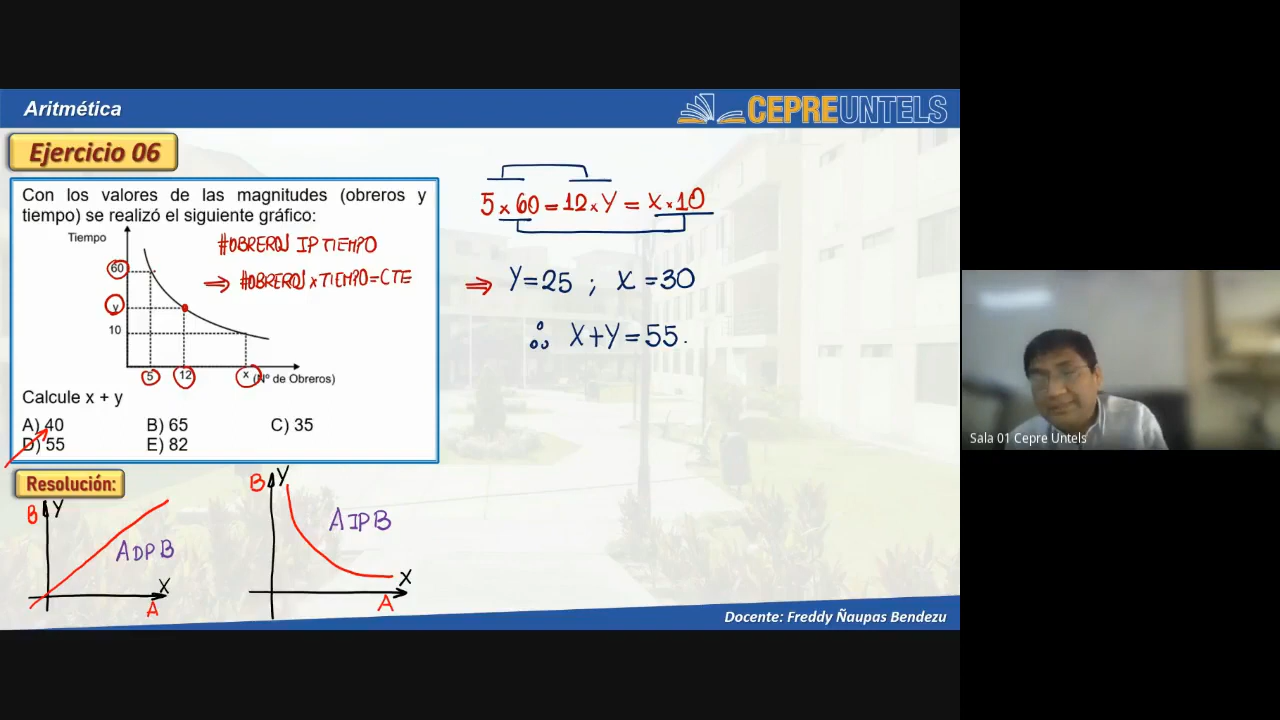 Aritmética
CEPREUNTELS
Ejercicio 06
Con los valores de las magnitudes (obreros y
tiempo) se realizó el siguiente gráfico:
Tiempo
#OBREROS IP TIEMPO
⇒ #OBREROS × TIEMPO = CTE
60
y
10
5 12 x (Nº de Obreros)
Calcule x + y
A) 40 B) 65 C) 35
D) 55 E) 82
5 × 60 = 12 × Y = X × 10
⇒ Y = 25 ; X = 30
∴ X + Y = 55.
Resolución:
B Y
A DP B
X
A
B Y
A IP B
X
A
Docente: Freddy Ñaupas Bendezu
Sala 01 Cepre Untels